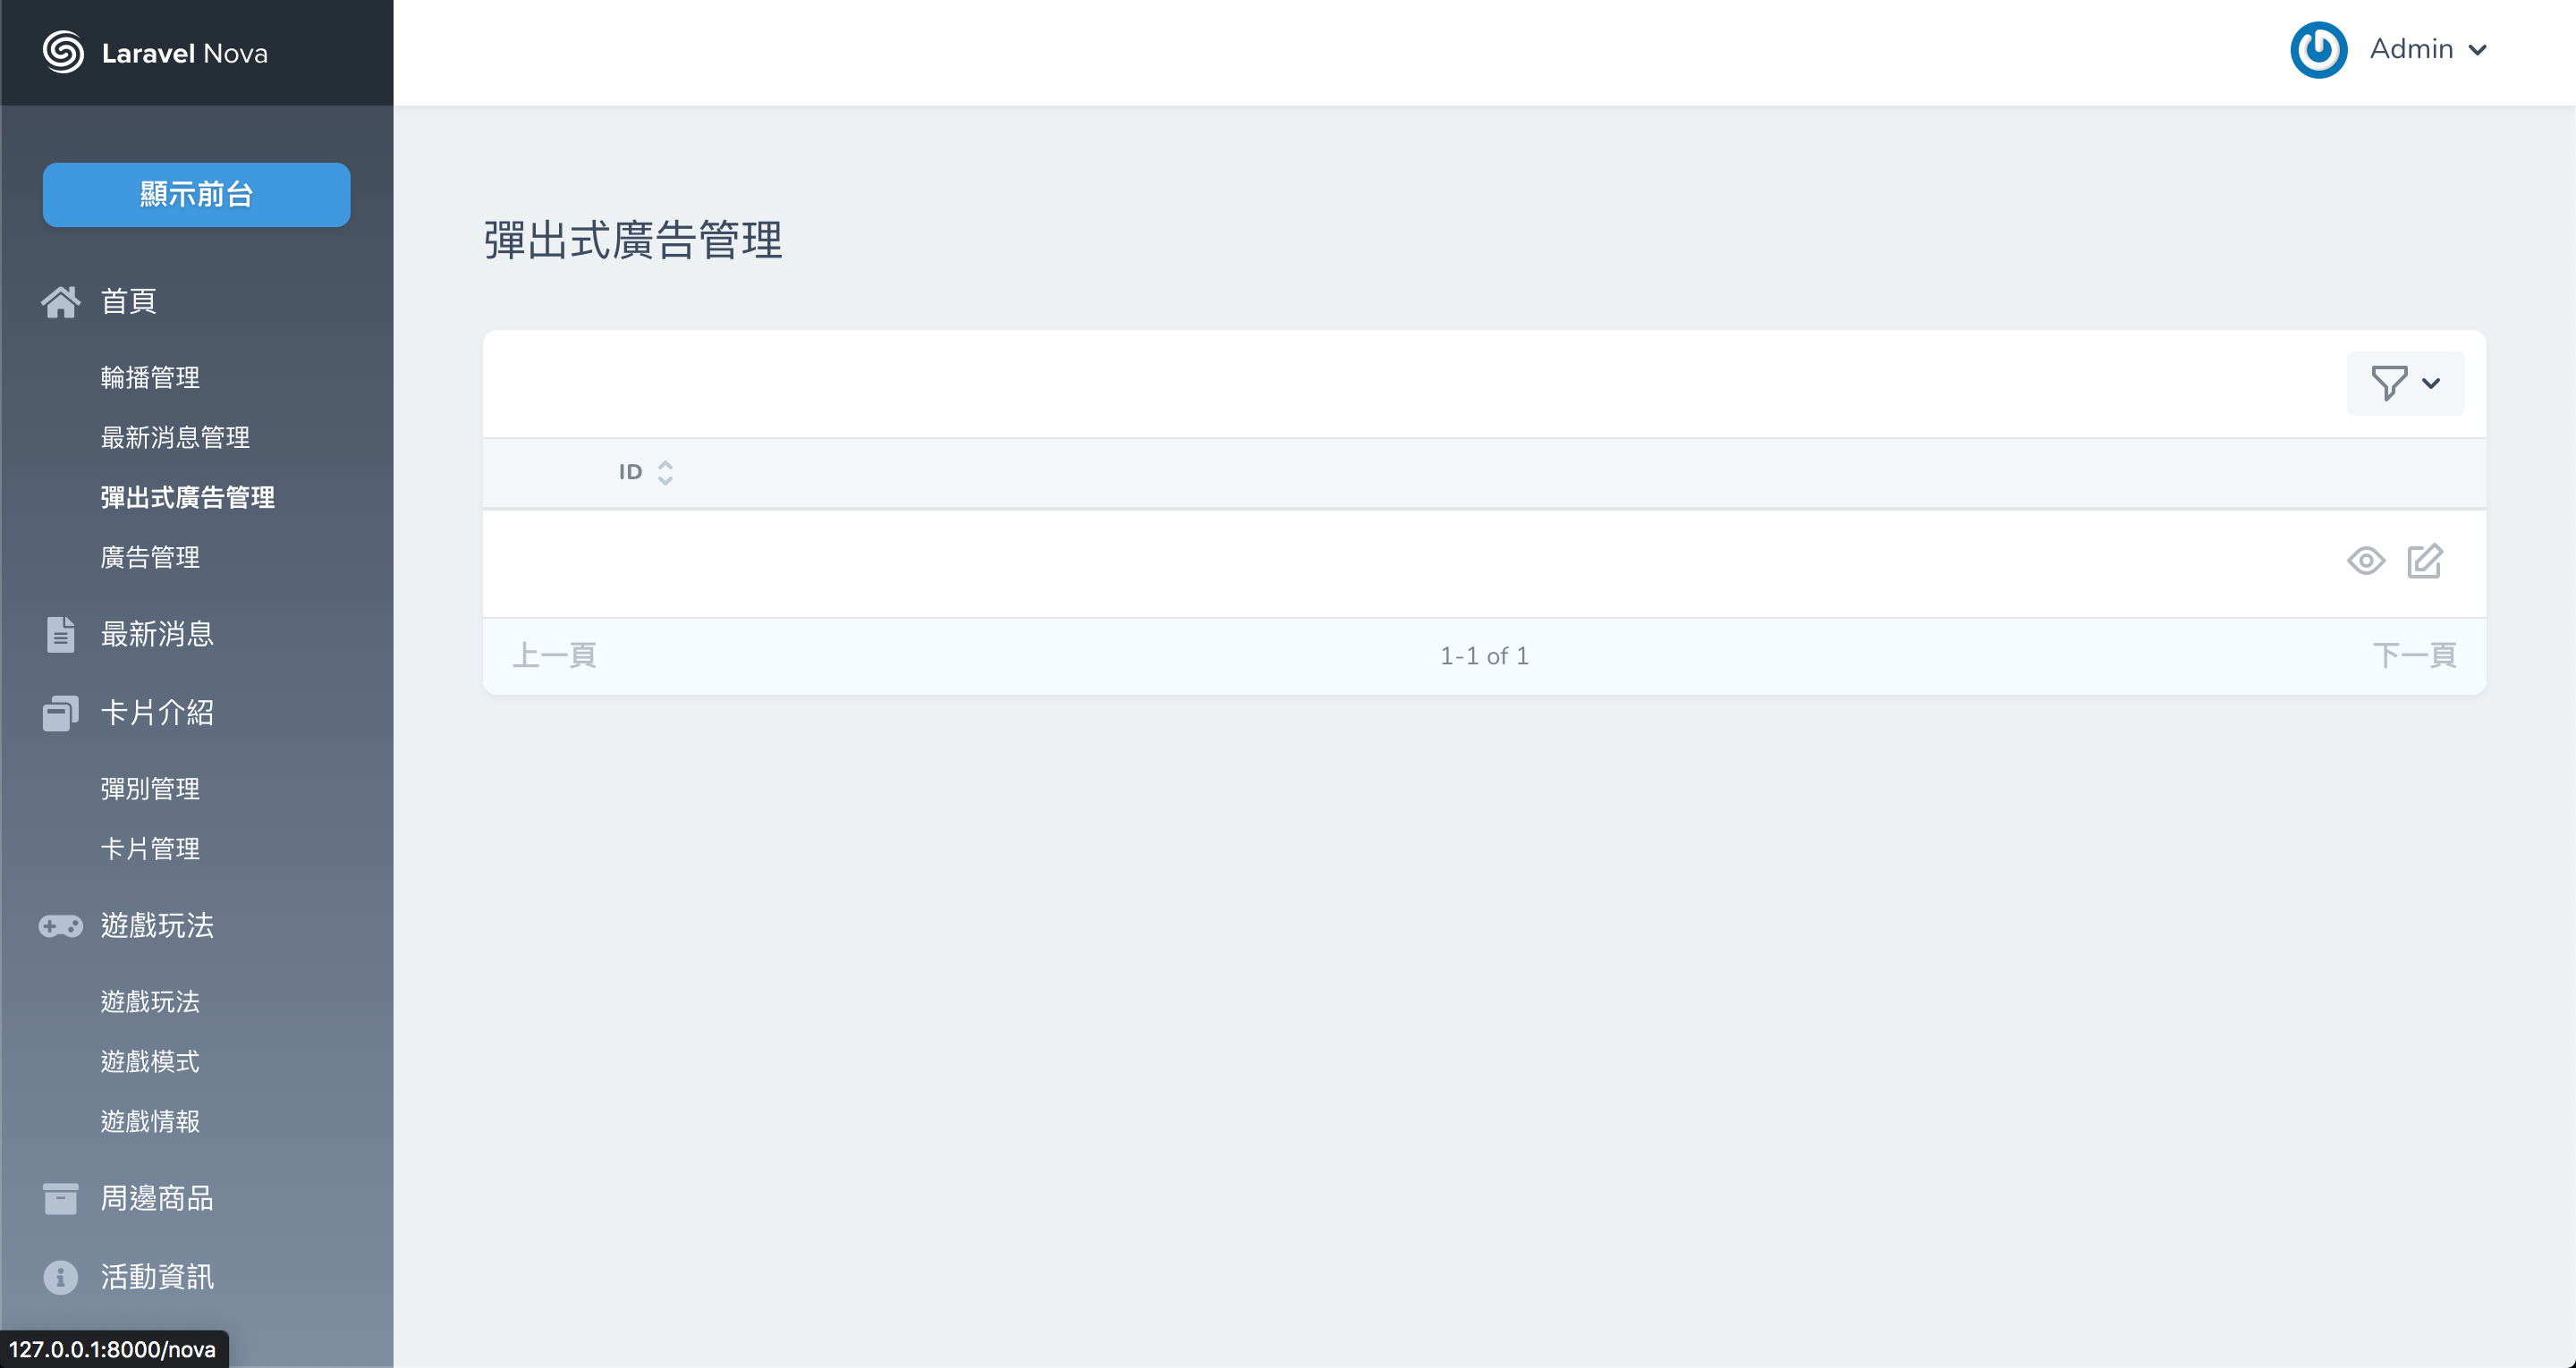 Laravel Nova
Admin
顯示前台
首頁
輪播管理
最新消息管理
彈出式廣告管理
廣告管理
最新消息
卡片介紹
彈別管理
卡片管理
遊戲玩法
遊戲玩法
遊戲模式
遊戲情報
周邊商品
活動資訊
彈出式廣告管理
ID
上一頁
1-1 of 1
下一頁
127.0.0.1:8000/nova